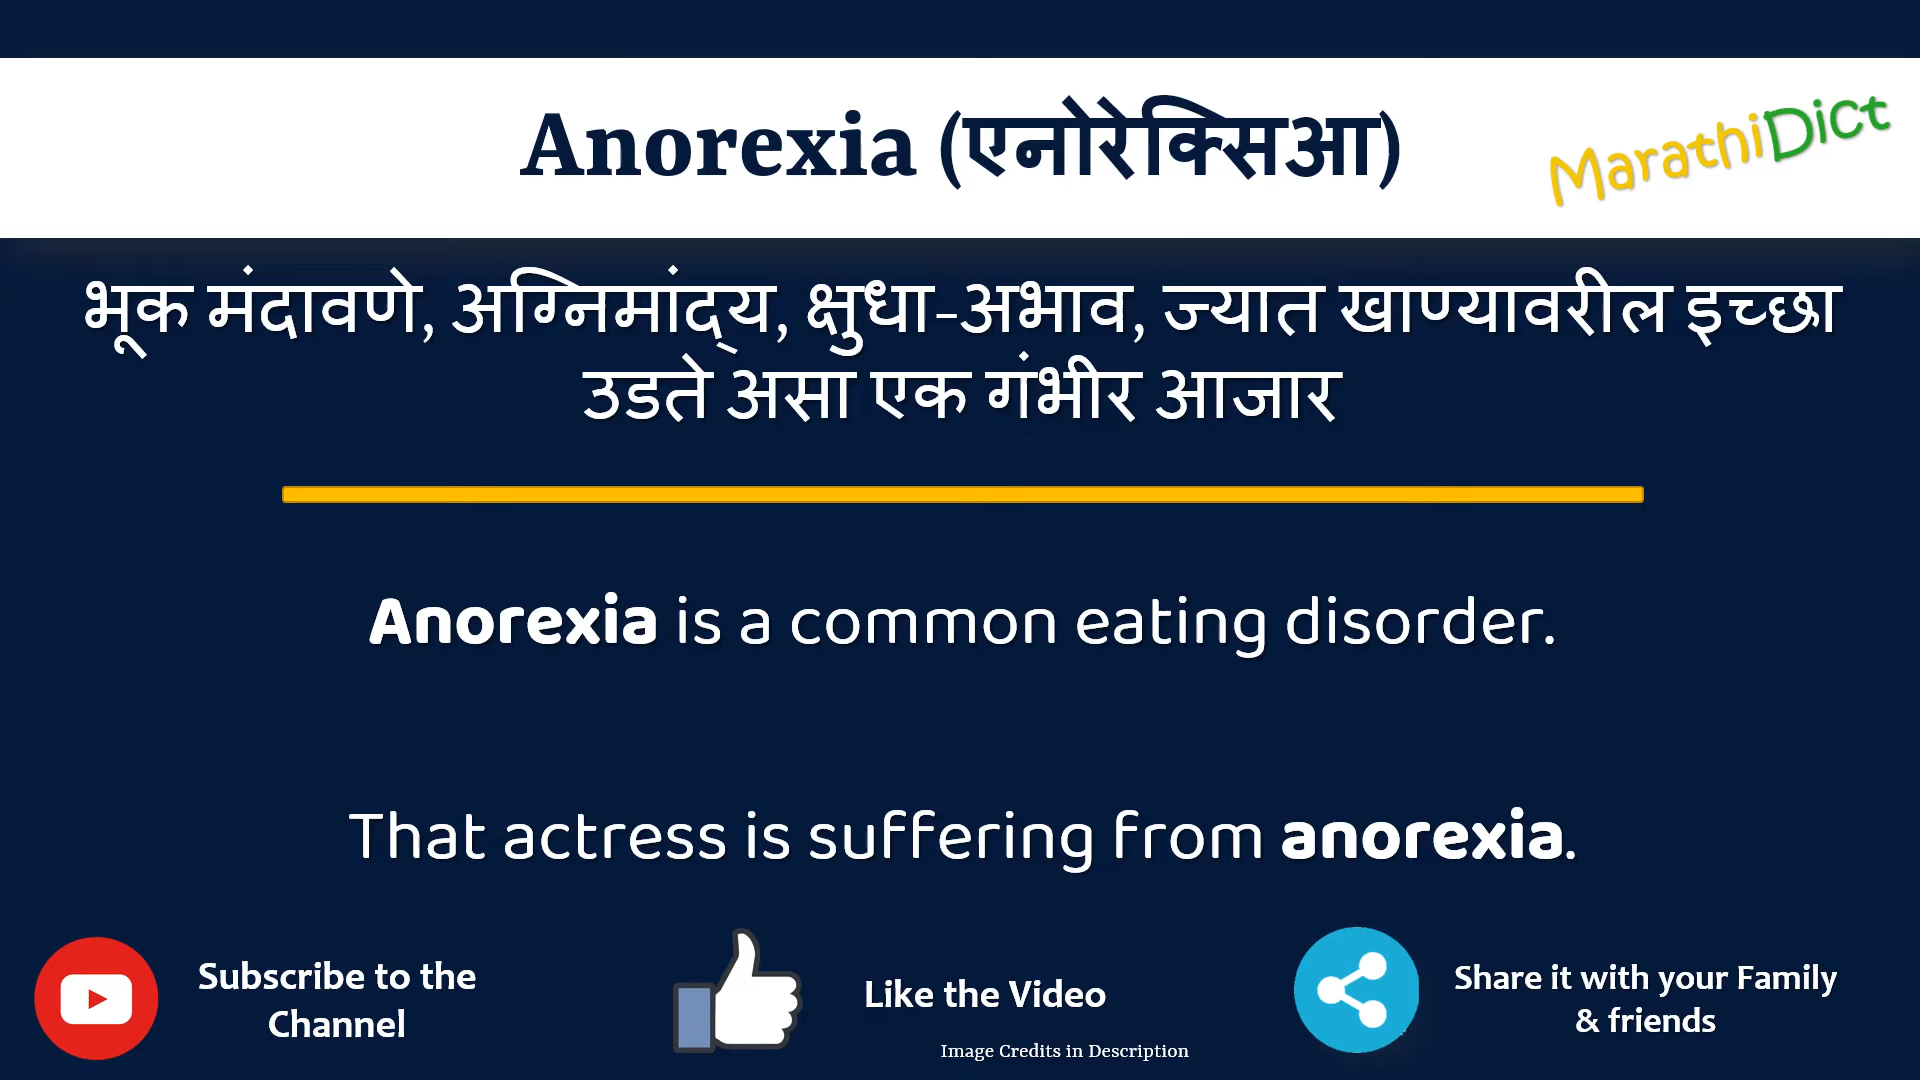 Anorexia (एनोरेक्सिआ)
MarathiDict
भूक मंदावणे, अग्निमांद्य, क्षुधा-अभाव, ज्यात खाण्यावरील इच्छा
उडते असा एक गंभीर आजार
Anorexia is a common eating disorder.
That actress is suffering from anorexia.
Subscribe to the
Channel
Like the Video
Share it with your Family
& friends
Image Credits in Description